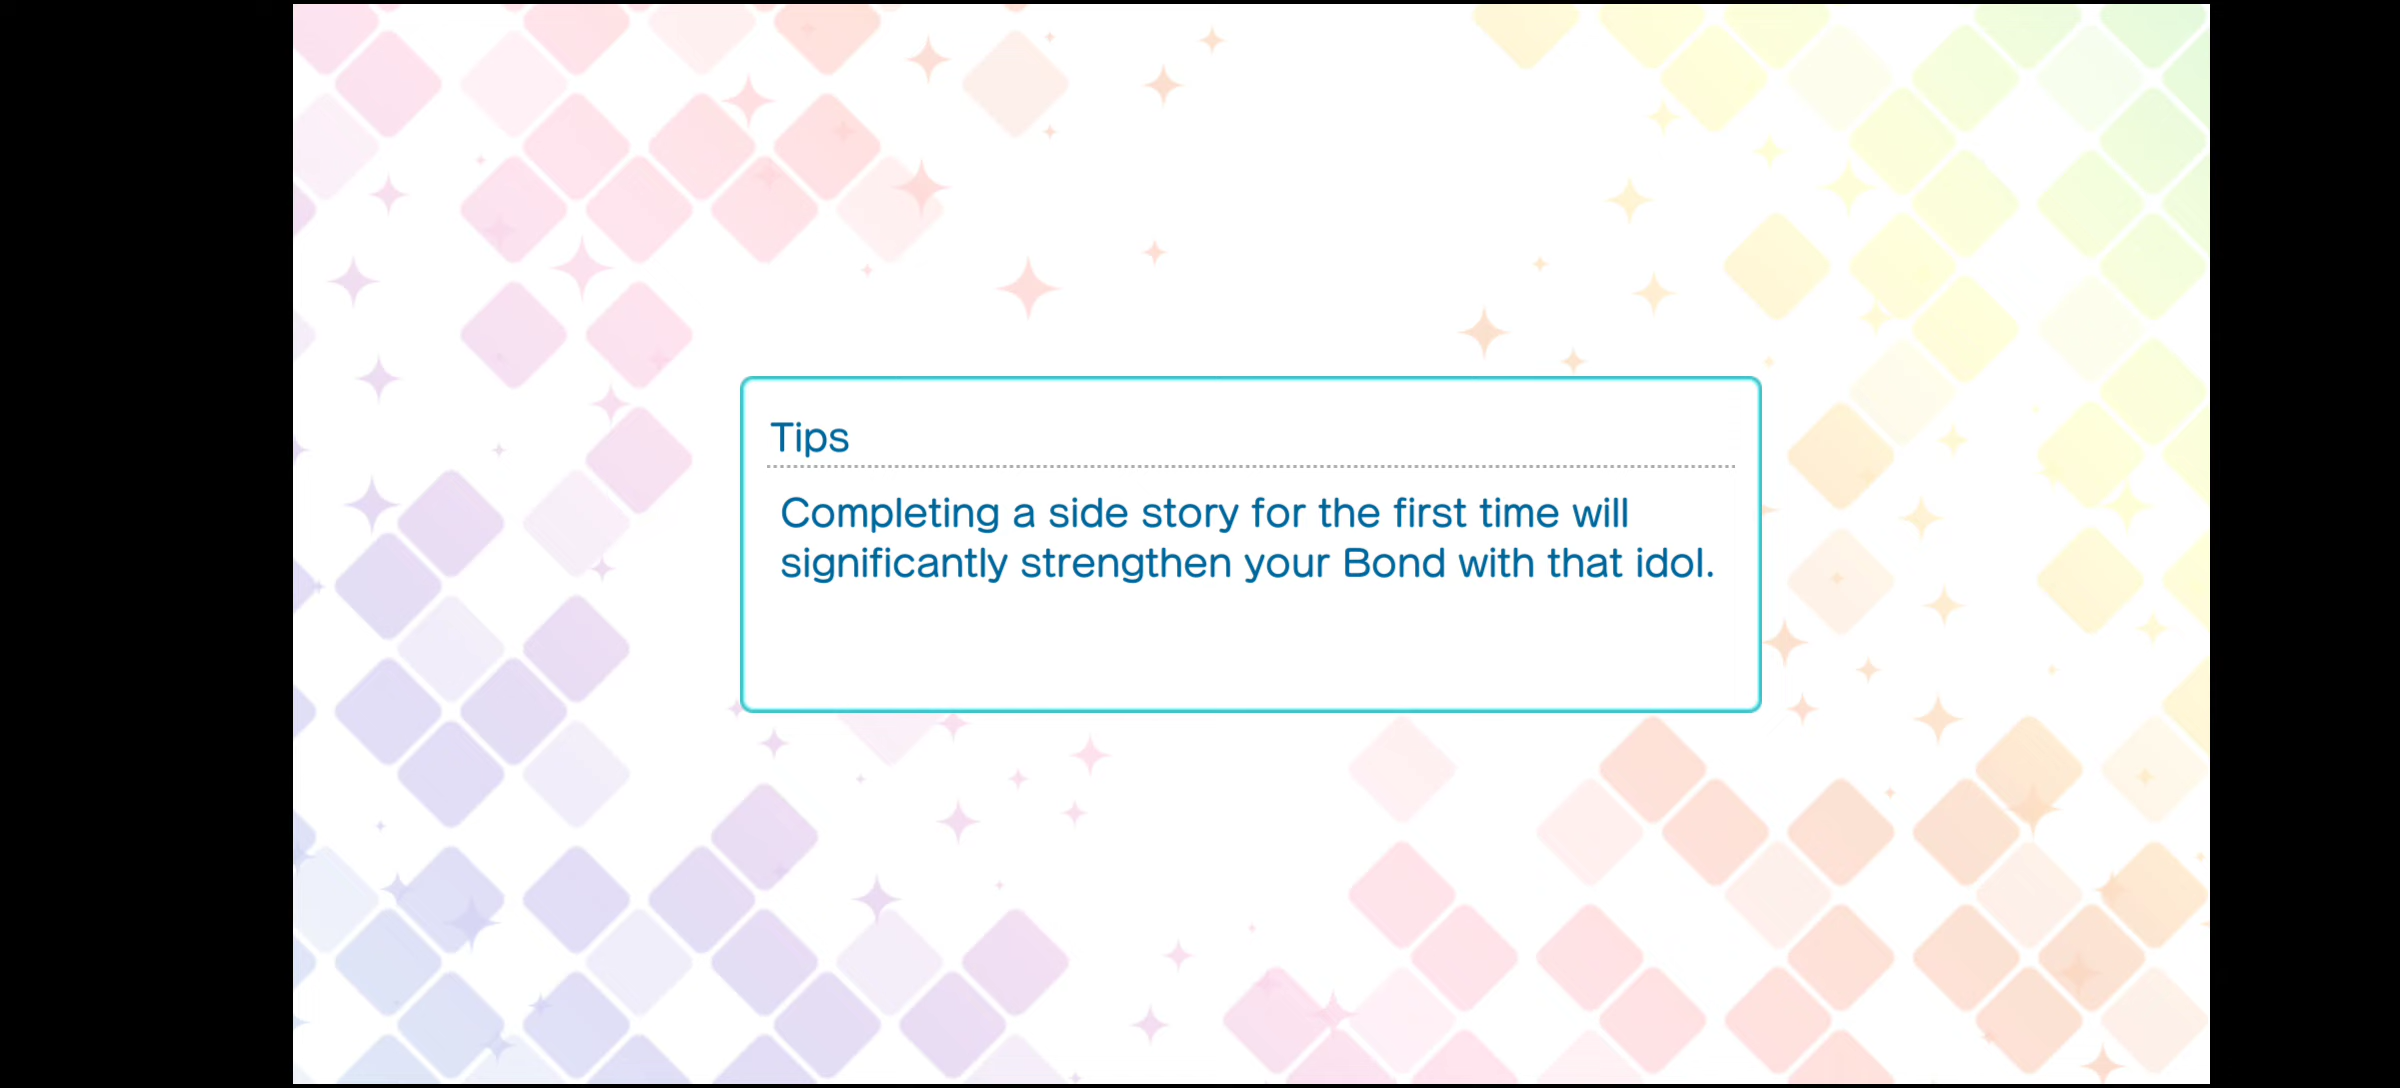 Tips
Completing a side story for the first time will
significantly strengthen your Bond with that idol.